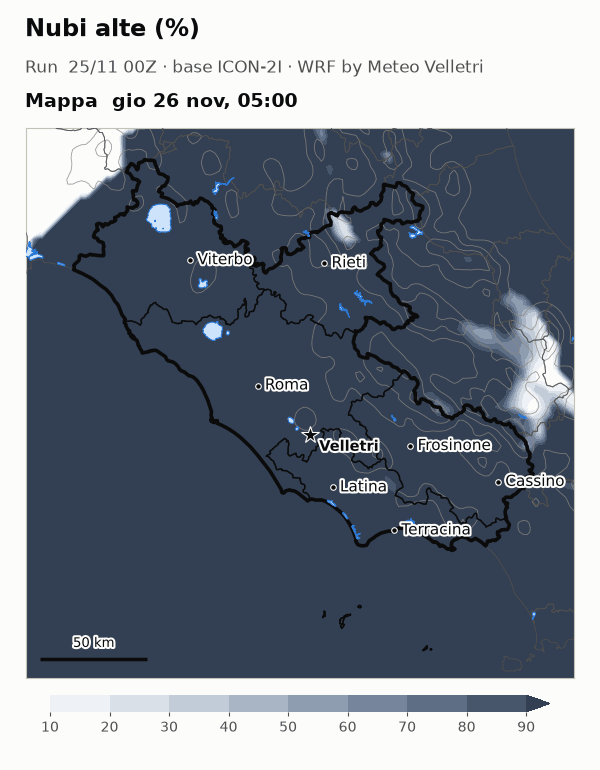 Nubi alte (%)
Run  25/11 00Z · base ICON-2I · WRF by Meteo Velletri
Mappa  gio 26 nov, 05:00
Viterbo
Rieti
Roma
Velletri
Frosinone
Cassino
Latina
Terracina
50 km
10 20 30 40 50 60 70 80 90